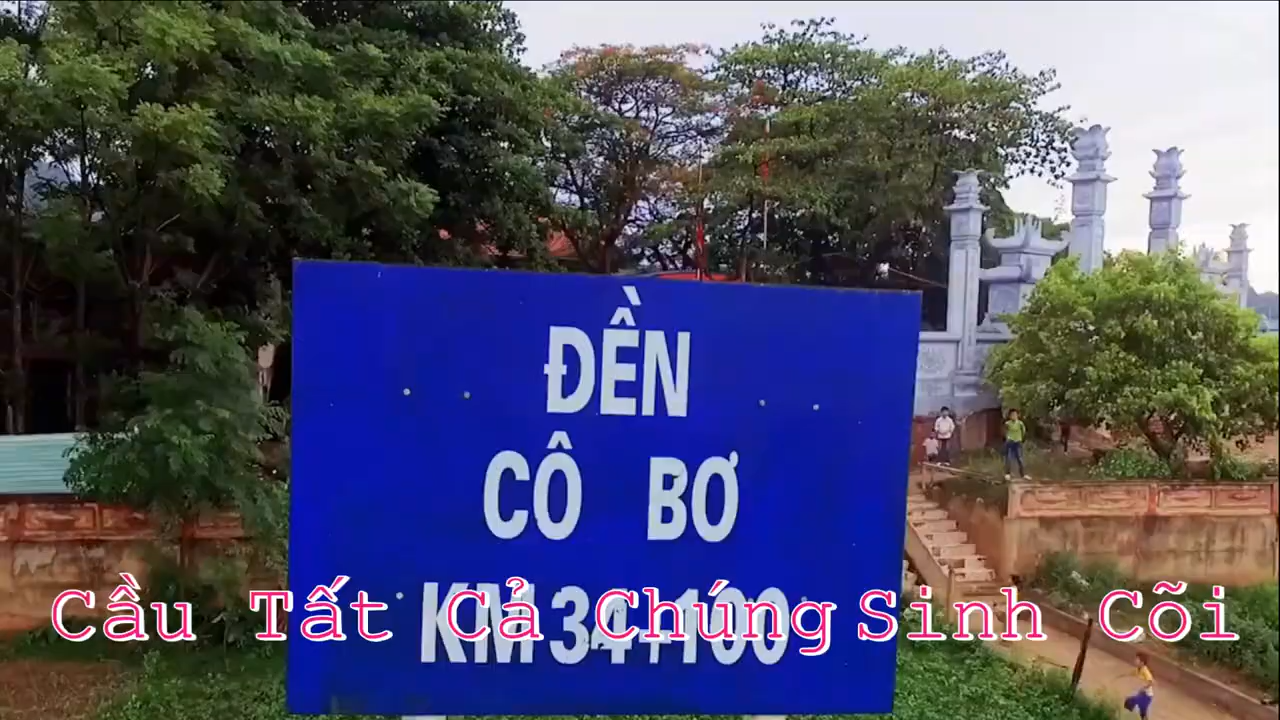 ĐỀN
CÔ BƠ
KM 34+100
Cầu Tất Cả Chúng Sinh Cõi